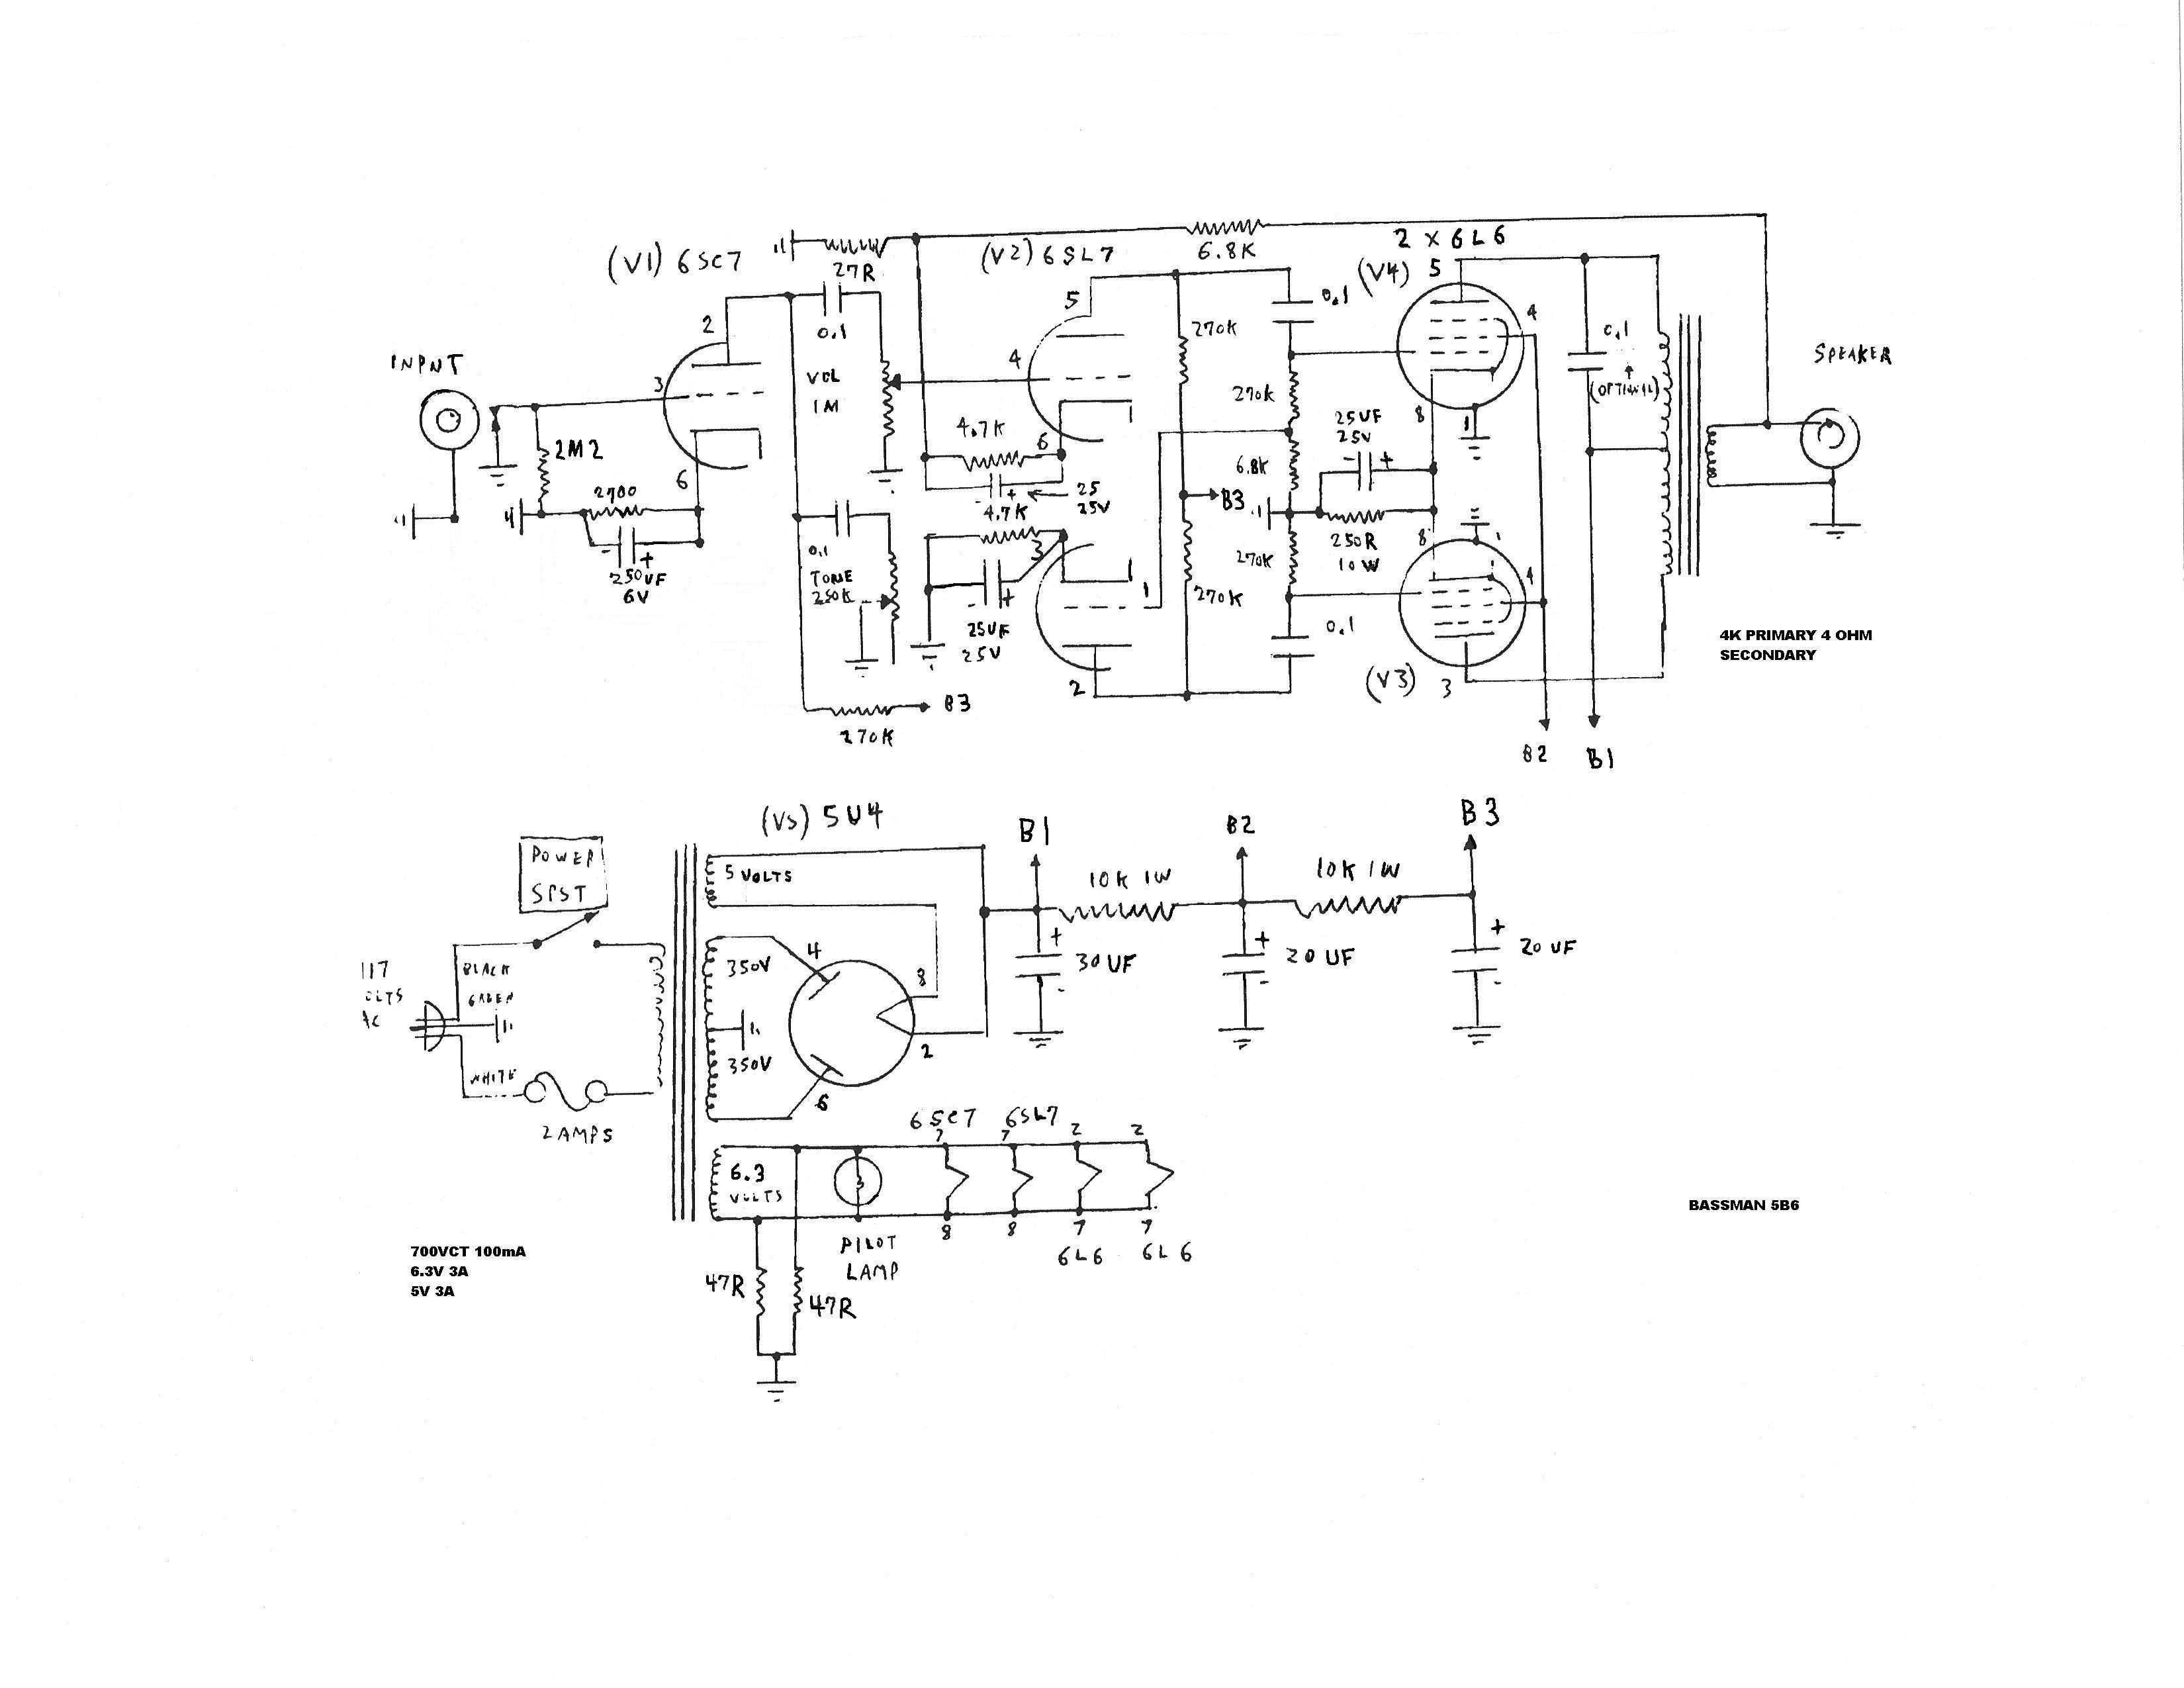 (V1) 6SC7
27R
(V2) 6SL7
6.8K
2 X 6L6
(V4) 5
INPNT
2
0.1
VOL
1M
3
2M2
2700
6
250UF
6V
5
4
4.7K
6
25
25V
4.7K
3
25UF
25V
1
2
270K
270K
0.1
270K
6.8K
B3
270K
0.1
25UF
25V
8
250R
10W
8
4
1
4
(V3) 3
0.1
(OPTIONAL)
SPEAKER
0.1
TONE
250K
B3
270K
B2
B1
4K PRIMARY 4 OHM
SECONDARY
(V5) 5U4
POWER
SPST
5 VOLTS
B1
10K 1W
B2
10K 1W
B3
117
OLTS
AC
BLACK
GREEN
WHITE
2 AMPS
350V
350V
4
8
2
6
+
30UF
-
+
20UF
-
+
20UF
-
6SC7
6SL7
7
7
2
2
6.3
VOLTS
8
8
7
7
6L6
6L6
PILOT
LAMP
47R
47R
700VCT 100mA
6.3V 3A
5V 3A
BASSMAN 5B6